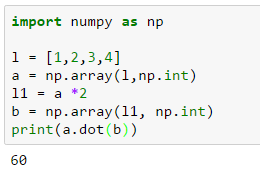 import numpy as np
l = [1,2,3,4]
a = np.array(l,np.int)
l1 = a *2
b = np.array(l1, np.int)
print(a.dot(b))
60